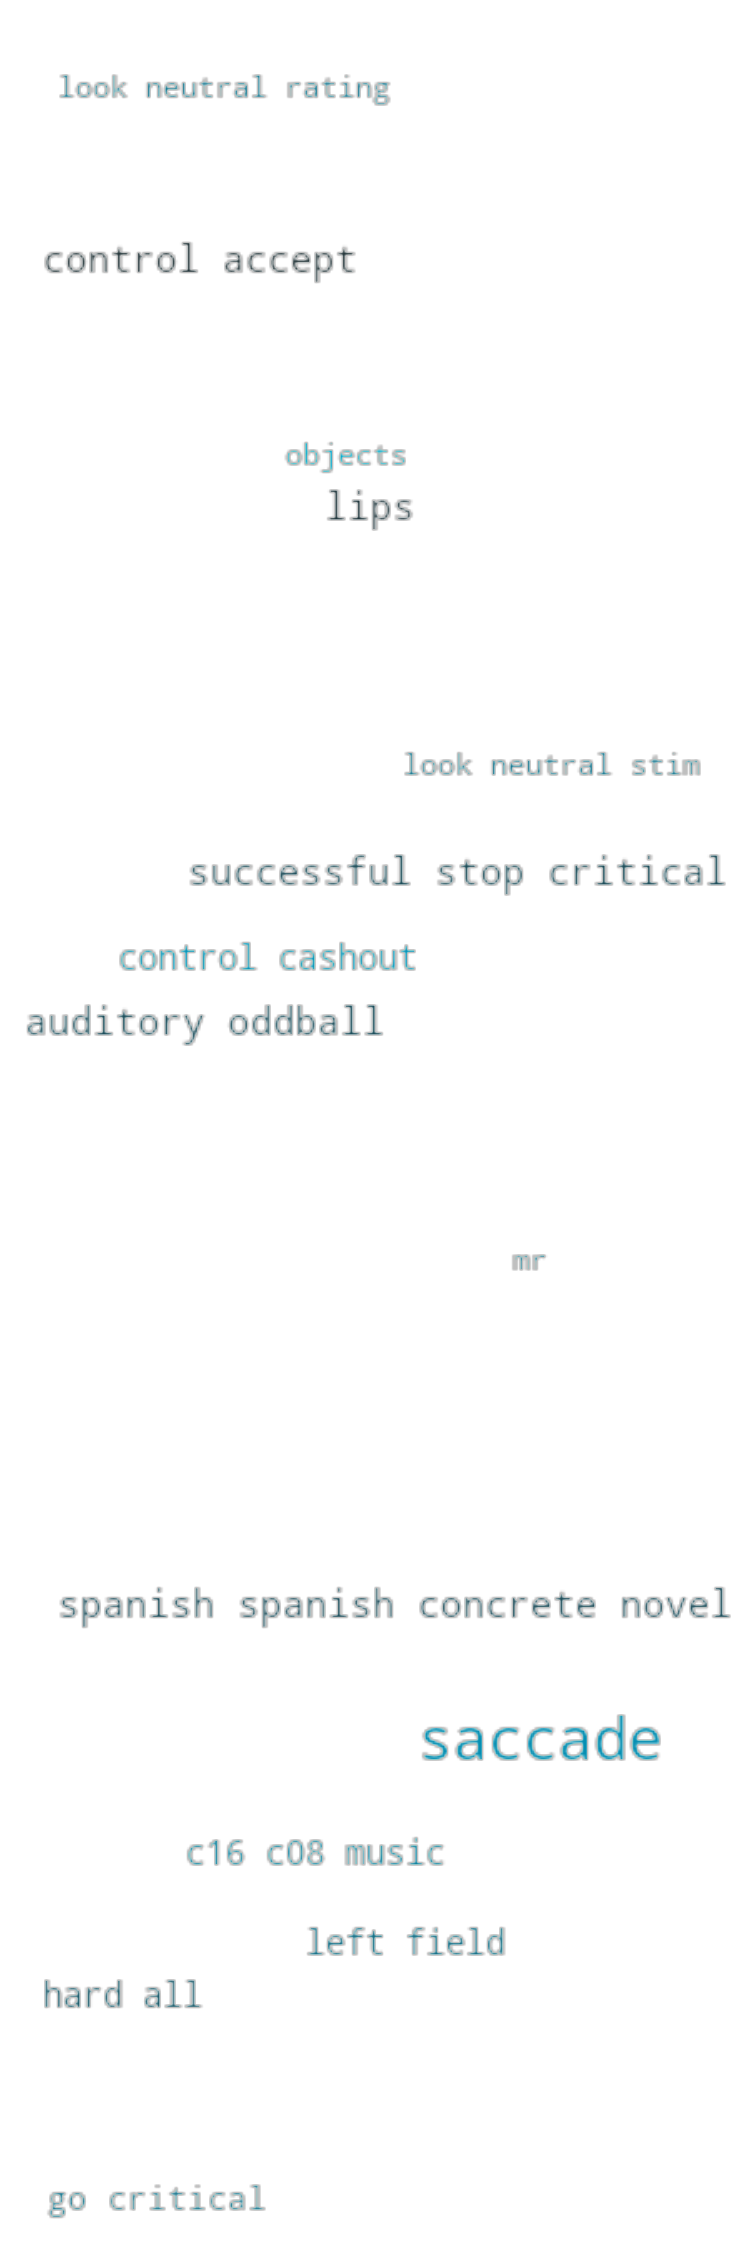 look neutral rating
control accept
objects
lips
look neutral stim
successful stop critical
control cashout
auditory oddball
mr
spanish spanish concrete novel
saccade
c16 c08 music
left field
hard all
go critical